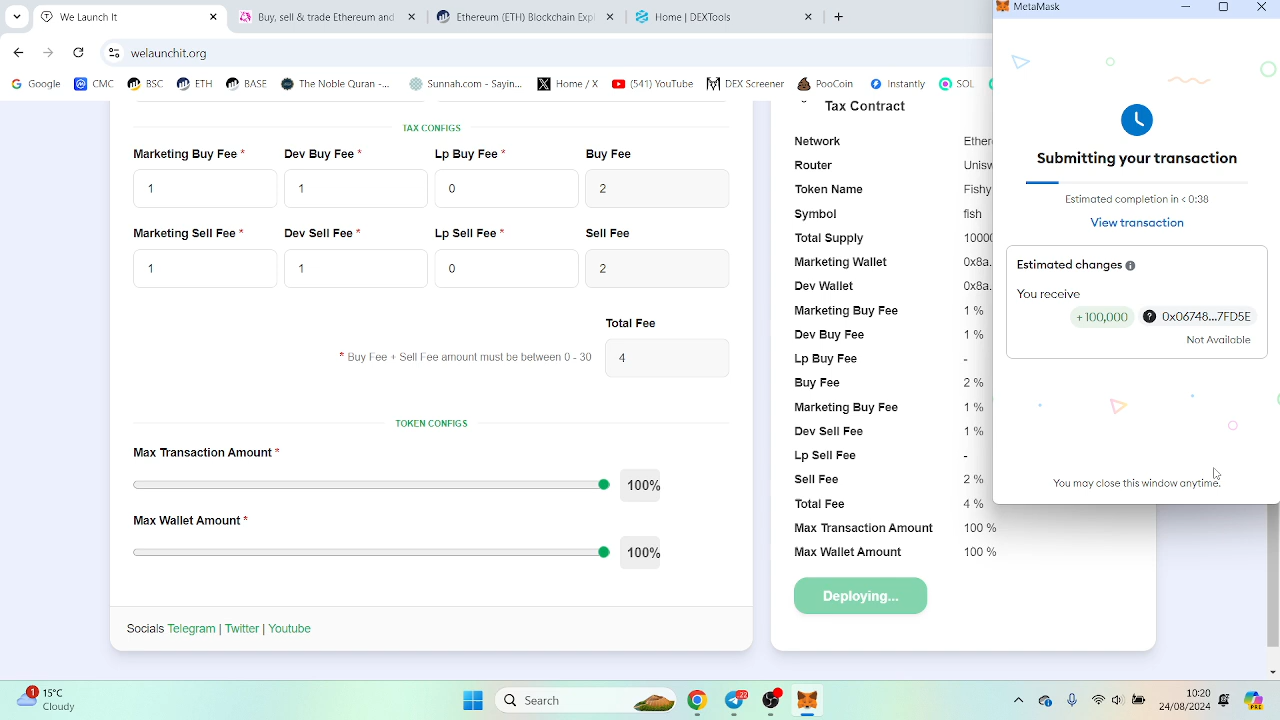 buy, sell, trade Ethereum and
Ethereum (ETH) Blockchain Expl
Home | DEXTools
MetaMask
welaunchit.org
Google
CMC
BSC
ETH
BASE
The Noble Quran -...
Sunnah.com - Sayin...
Home / X
(541) YouTube
DEX Screener
PooCoin
Instantly
SOL
TAX CONFIGS
Marketing Buy Fee *
Dev Buy Fee *
Lp Buy Fee *
Buy Fee
1
1
0
2
Marketing Sell Fee *
Dev Sell Fee *
Lp Sell Fee *
Sell Fee
1
1
0
2
Total Fee
* Buy Fee + Sell Fee amount must be between 0 - 30
4
TOKEN CONFIGS
Max Transaction Amount *
100%
Max Wallet Amount *
100%
Socials Telegram | Twitter | Youtube
Tax Contract
Network Ether
Router Unisw
Token Name Fishy
Symbol fish
Total Supply 10000
Marketing Wallet 0x8a.
Dev Wallet 0x8a.
Marketing Buy Fee 1 %
Dev Buy Fee 1 %
Lp Buy Fee -
Buy Fee 2 %
Marketing Buy Fee 1 %
Dev Sell Fee 1 %
Lp Sell Fee -
Sell Fee 2 %
Total Fee 4 %
Max Transaction Amount 100 %
Max Wallet Amount 100 %
Deploying...
Submitting your transaction
Estimated completion in < 0:38
View transaction
Estimated changes
You receive
+ 100,000 ? 0x06748...7FD5E
Not Available
You may close this window anytime.
1
15°C
Cloudy
Search
22
10:20
PRE